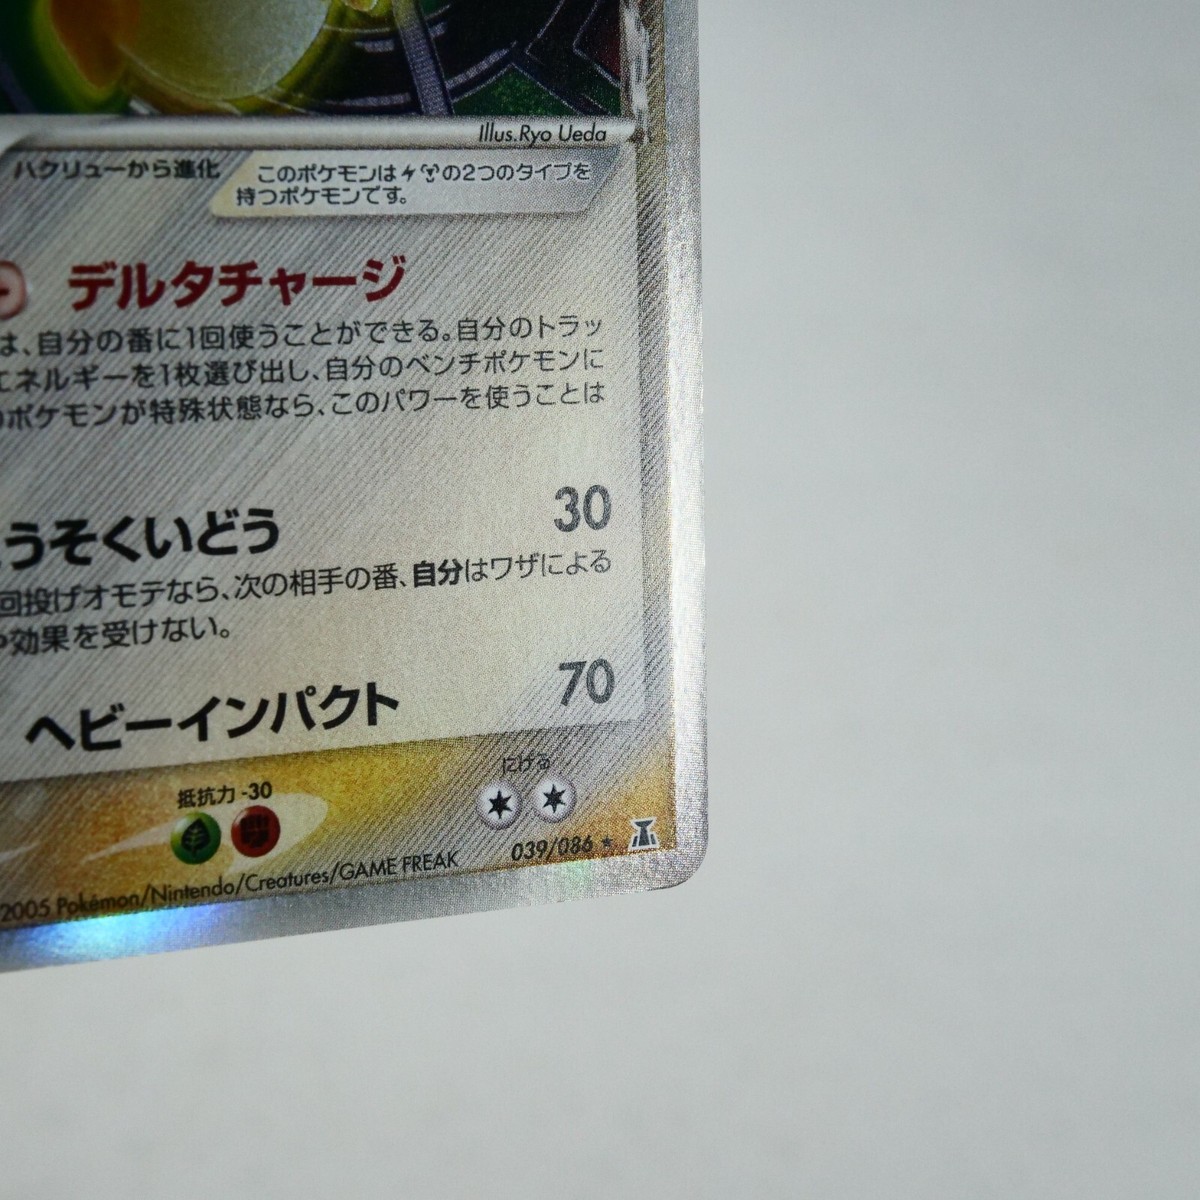 Illus.Ryo Ueda
ハクリューから進化
このポケモンはの2つのタイプを
持つポケモンです。
デルタチャージ
は、自分の番に1回使うことができる。自分のトラッ
エネルギーを1枚選び出し、自分のベンチポケモンに
のポケモンが特殊状態なら、このパワーを使うことは
うそくいどう 30
回投げオモテなら、次の相手の番、自分はワザによる
や効果を受けない。
ヘビーインパクト 70
抵抗力 -30
にげる
039/086 ★
2005 Pokémon/Nintendo/Creatures/GAME FREAK